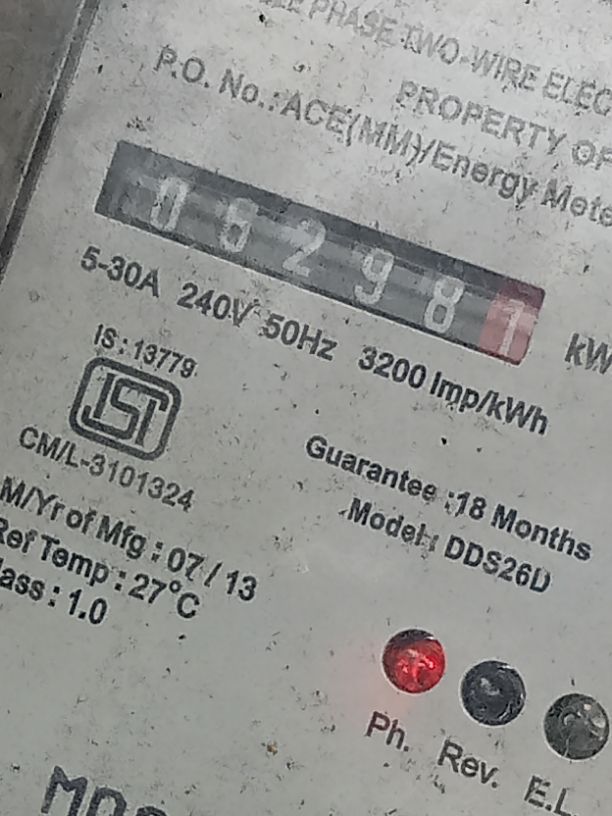 PHASE TWO-WIRE ELEC
PROPERTY OF
P.O. No.: ACE(MM)/Energy Mete
2981
kW
5-30A 240V 50Hz 3200 Imp/kWh
IS : 13779
ISI
CM/L-3101324
M/Yr of Mfg : 07 / 13
Ref Temp : 27°C
lass : 1.0
Guarantee : 18 Months
Model : DDS26D
Ph. Rev. E.L.